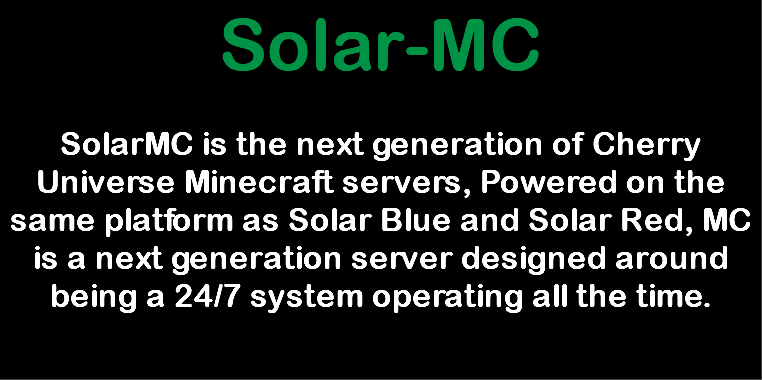 Solar-MC
SolarMC is the next generation of Cherry
Universe Minecraft servers, Powered on the
same platform as Solar Blue and Solar Red, MC
is a next generation server designed around
being a 24/7 system operating all the time.